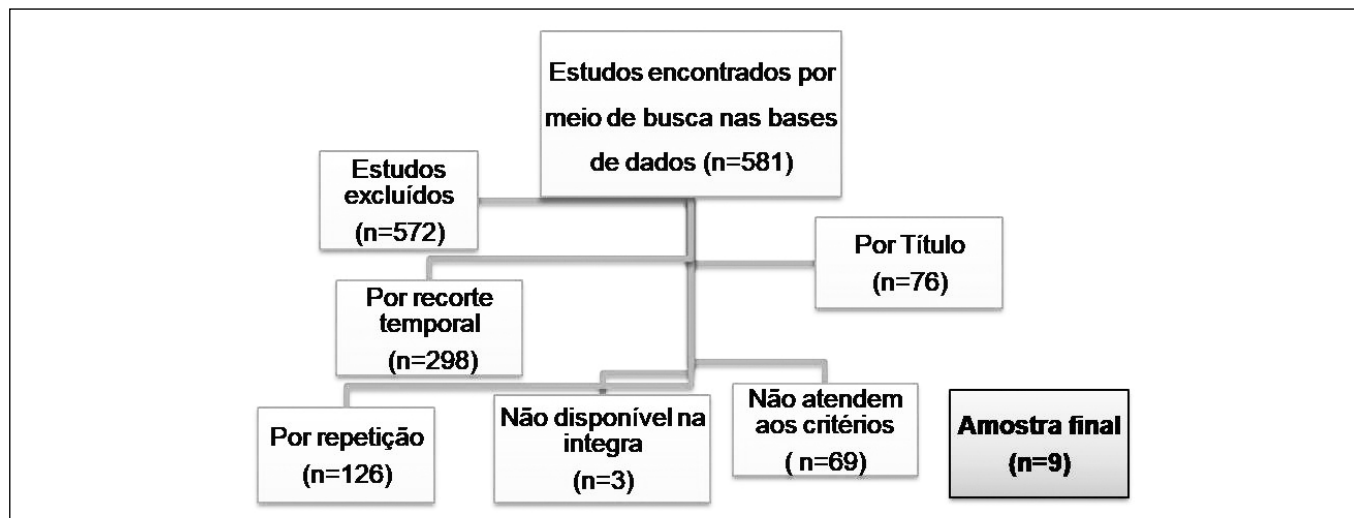 Estudos encontrados por
meio de busca nas bases
de dados (n=581)
Estudos
excluídos
(n=572)
Por Título
(n=76)
Por recorte
temporal
(n=298)
Por repetição
(n=126)
Não disponível na
integra
(n=3)
Não atendem
aos critérios
( n=69)
Amostra final
(n=9)